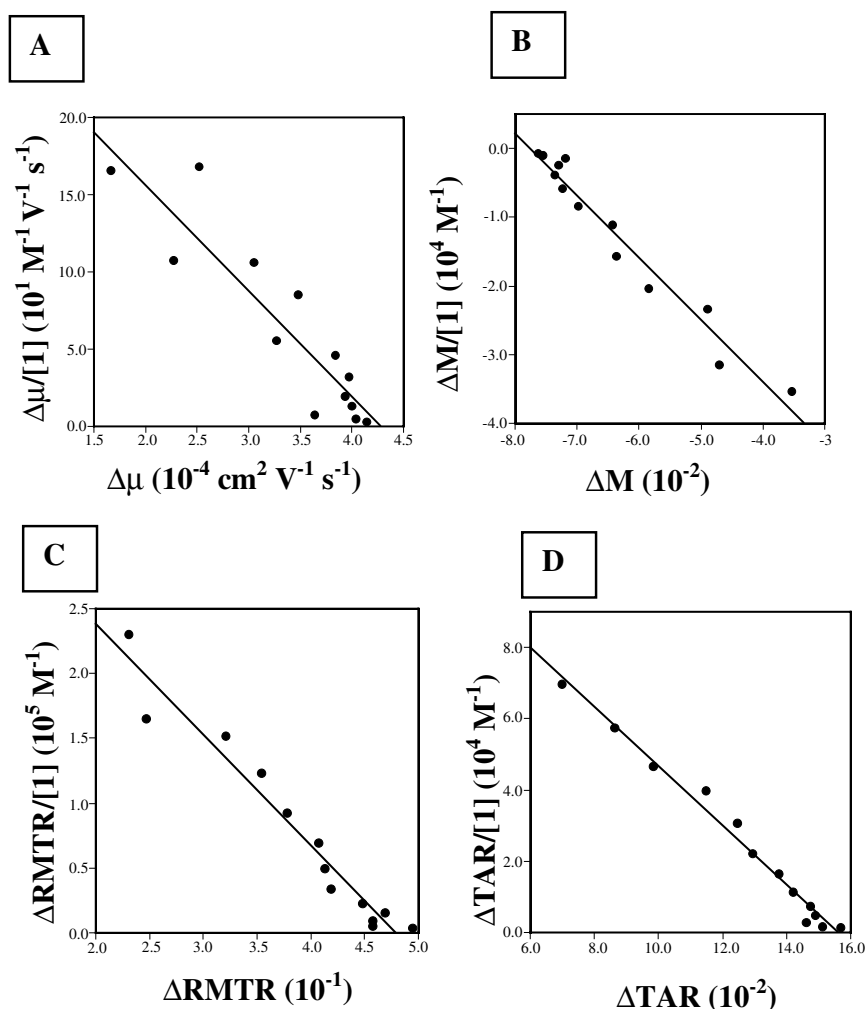 A
Δμ/[1] (10¹ M⁻¹ V⁻¹ s⁻¹)
20.0
15.0
10.0
5.0
0.0
1.5 2.0 2.5 3.0 3.5 4.0 4.5
Δμ (10⁻⁴ cm² V⁻¹ s⁻¹)
B
ΔM/[1] (10⁴ M⁻¹)
0.0
-1.0
-2.0
-3.0
-4.0
-8.0 -7.0 -6.0 -5.0 -4.0 -3
ΔM (10⁻²)
C
ΔRMTR/[1] (10⁵ M⁻¹)
2.5
2.0
1.5
1.0
0.5
0.0
2.0 2.5 3.0 3.5 4.0 4.5 5.0
ΔRMTR (10⁻¹)
D
ΔTAR/[1] (10⁴ M⁻¹)
8.0
6.0
4.0
2.0
0.0
6.0 8.0 10.0 12.0 14.0 16.0
ΔTAR (10⁻²)